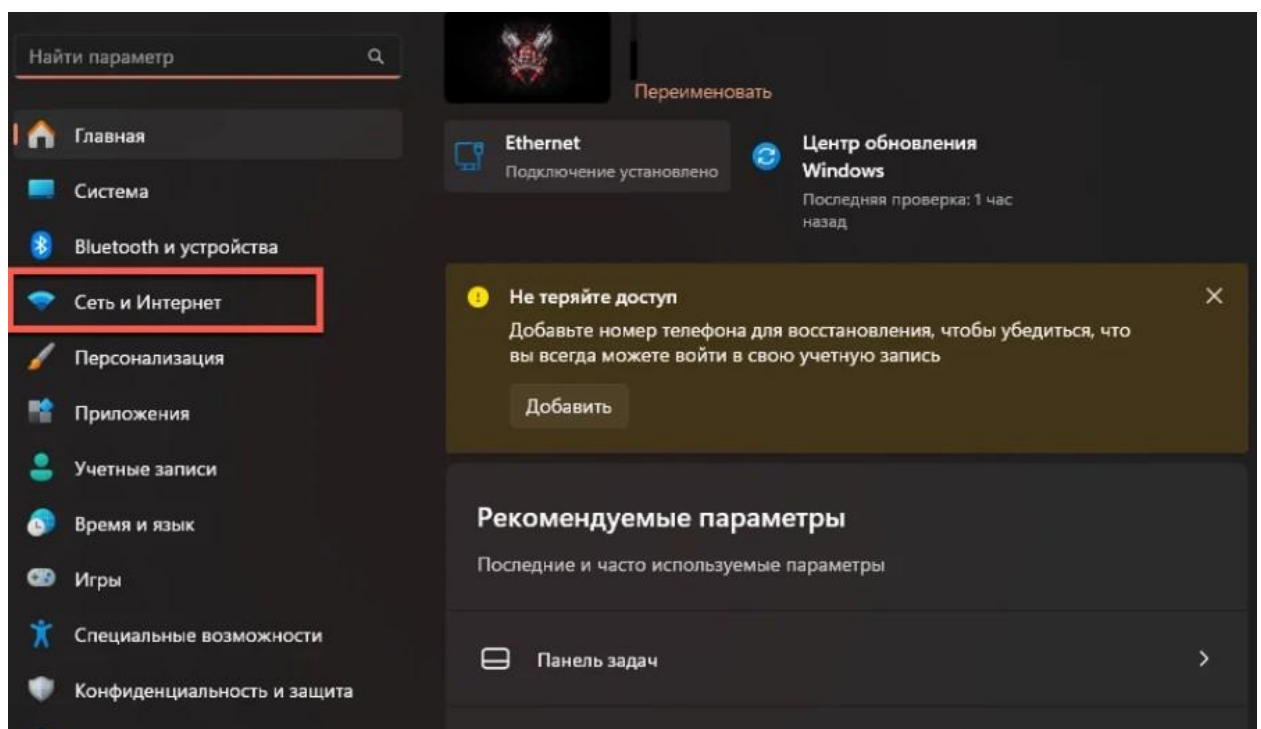 Найти параметр
Главная
Система
Bluetooth и устройства
Сеть и Интернет
Персонализация
Приложения
Учетные записи
Время и язык
Игры
Специальные возможности
Конфиденциальность и защита
Переименовать
Ethernet
Подключение установлено
Центр обновления
Windows
Последняя проверка: 1 час
назад
Не теряйте доступ
Добавьте номер телефона для восстановления, чтобы убедиться, что
вы всегда можете войти в свою учетную запись
Добавить
Рекомендуемые параметры
Последние и часто используемые параметры
Панель задач